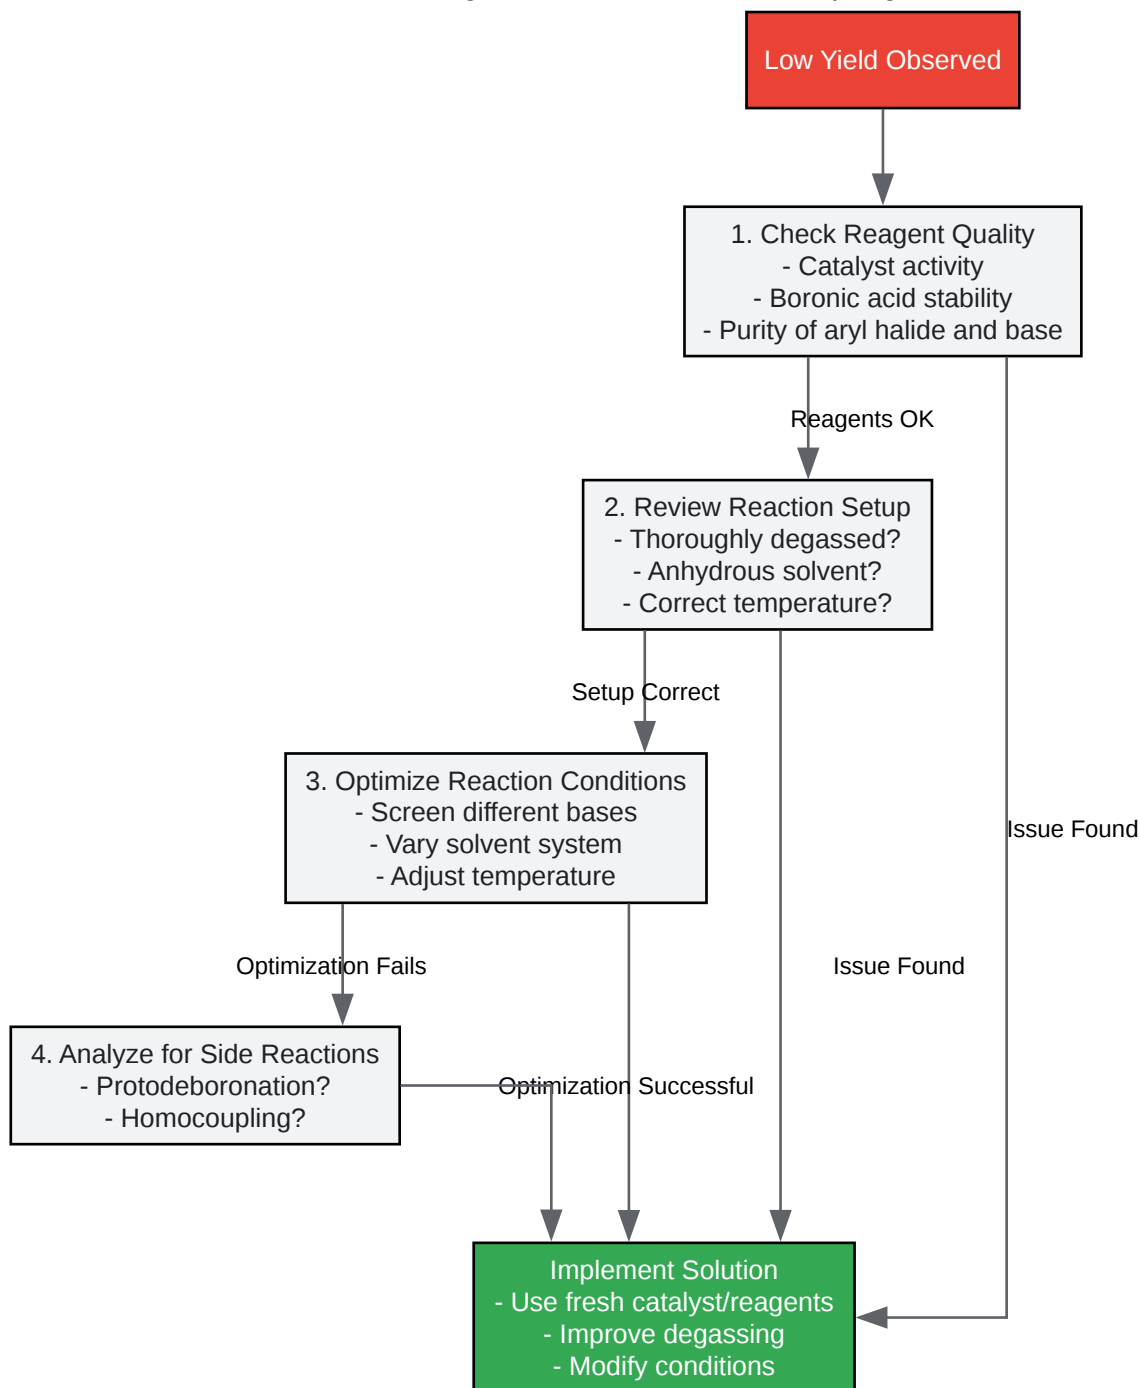 Low Yield Observed
1. Check Reagent Quality
- Catalyst activity
- Boronic acid stability
- Purity of aryl halide and base
Reagents OK
2. Review Reaction Setup
- Thoroughly degassed?
- Anhydrous solvent?
- Correct temperature?
Setup Correct
3. Optimize Reaction Conditions
- Screen different bases
- Vary solvent system
- Adjust temperature
Issue Found
Optimization Fails
Issue Found
4. Analyze for Side Reactions
- Protodeboronation?
- Homocoupling?
Optimization Successful
Implement Solution
- Use fresh catalyst/reagents
- Improve degassing
- Modify conditions